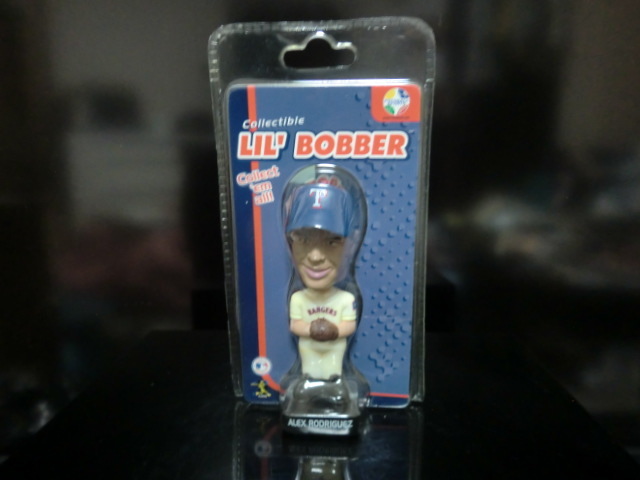 Collectible
LIL' BOBBER
Collect
'em
all!
T
RANGERS
ALEX RODRIGUEZ